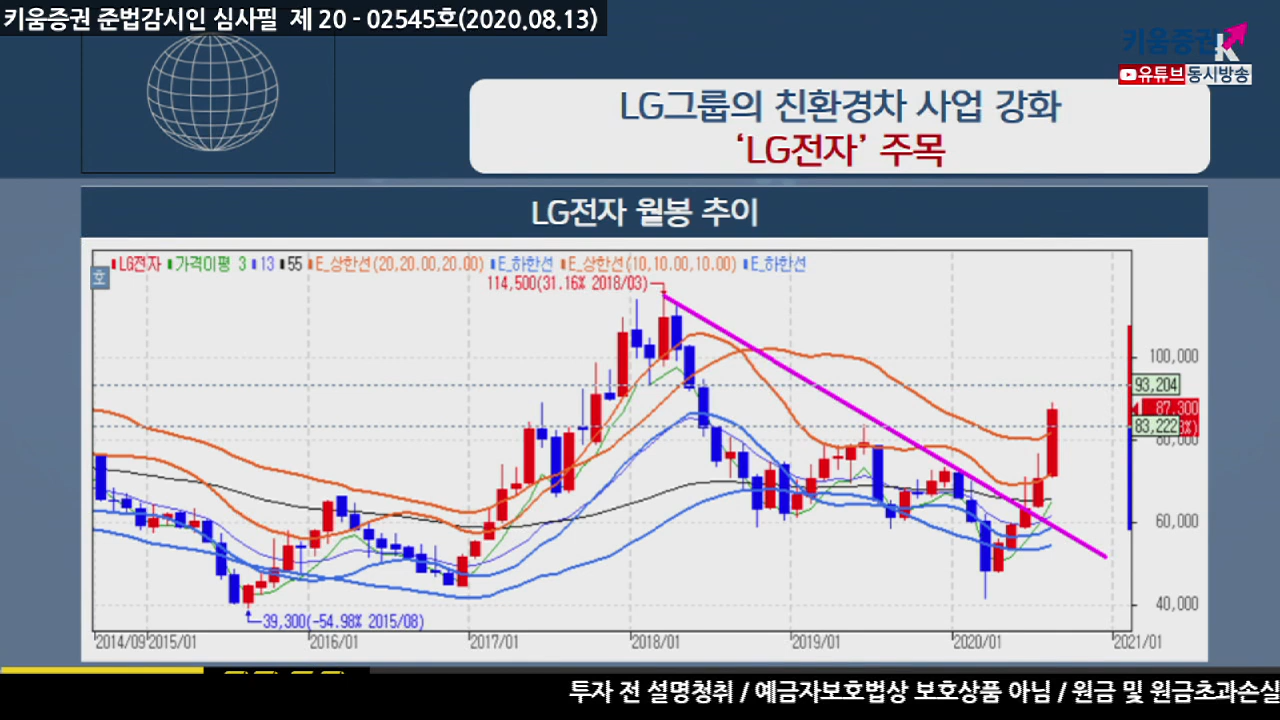 키움증권 준법감시인 심사필 제 20 - 02545호(2020.08.13)
키움증권
유튜브동시방송
LG그룹의 친환경차 사업 강화
‘LG전자’ 주목
LG전자 월봉 추이
호
LG전자 가격이평 3 13 55 E_상한선(20,20.00,20.00) E_하한선 E_상한선(10,10.00,10.00) E_하한선
114,500(31.16% 2018/03)
100,000
93,204
87,300
83,222
80,000
60,000
40,000
39,300(-54.98% 2015/08)
2014/09 2015/01 2016/01 2017/01 2018/01 2019/01 2020/01 2021/01
투자 전 설명청취 / 예금자보호법상 보호상품 아님 / 원금 및 원금초과손실